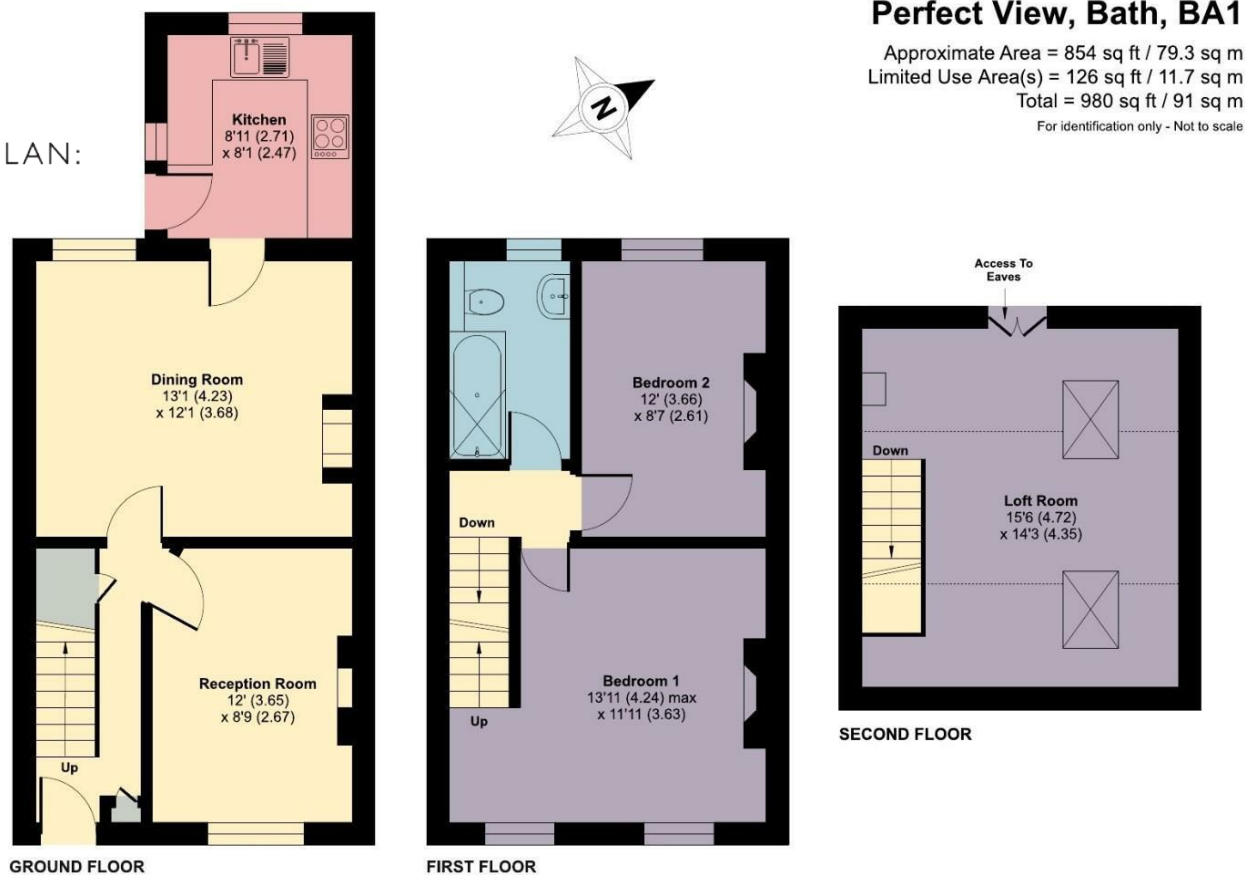 Perfect View, Bath, BA1
Approximate Area = 854 sq ft / 79.3 sq m
Limited Use Area(s) = 126 sq ft / 11.7 sq m
Total = 980 sq ft / 91 sq m
For identification only - Not to scale
LAN:
N
Kitchen
8'11 (2.71)
x 8'1 (2.47)
Dining Room
13'1 (4.23)
x 12'1 (3.68)
Reception Room
12' (3.65)
x 8'9 (2.67)
Up
GROUND FLOOR
Bedroom 2
12' (3.66)
x 8'7 (2.61)
Down
Bedroom 1
13'11 (4.24) max
x 11'11 (3.63)
Up
FIRST FLOOR
Access To
Eaves
Down
Loft Room
15'6 (4.72)
x 14'3 (4.35)
SECOND FLOOR